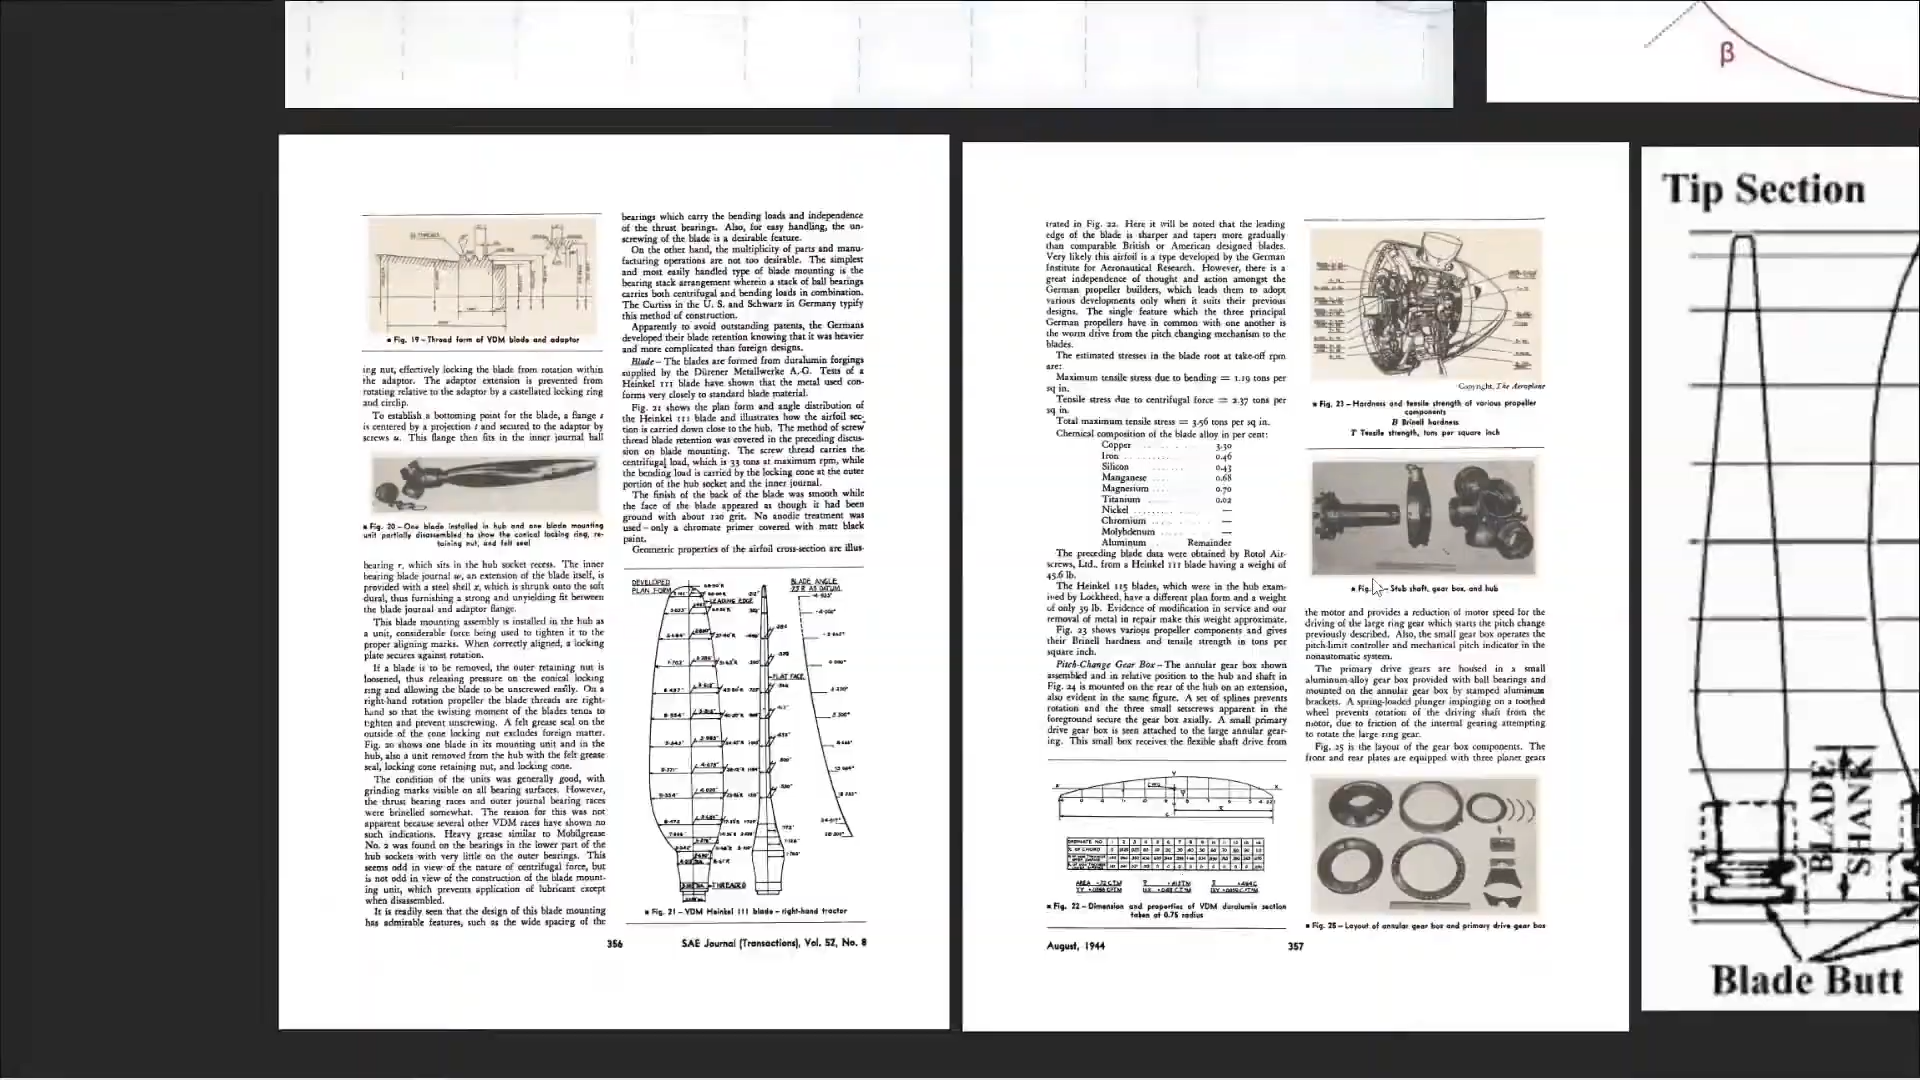 β
■ Fig. 19 – Thread form of VDM blade and adaptor
ing nut, effectively locking the blade from rotation within
the adaptor. The adaptor extension is prevented from
rotating relative to the adaptor by a castellated locking ring
and circlip.
To establish a bottoming point for the blade, a flange s
is centered by a projection t and secured to the adaptor by
screws u. This flange then fits in the inner journal ball
■ Fig. 20 – One blade installed in hub and one blade mounting
unit partially disassembled to show the conical locking ring, re-
taining nut, and felt seal
bearing r, which sits in the hub socket recess. The inner
bearing blade journal w, an extension of the blade itself, is
provided with a steel shell x, which is shrunk onto the soft
dural, thus furnishing a strong and unyielding fit between
the blade journal and adaptor flange.
This blade mounting assembly is installed in the hub as
a unit, considerable force being used to tighten it to the
proper aligning marks. When correctly aligned, a locking
plate secures against rotation.
If a blade is to be removed, the outer retaining nut is
loosened, thus releasing pressure on the conical locking
ring and allowing the blade to be unscrewed easily. On a
right-hand rotation propeller the blade threads are right-
hand so that the twisting moment of the blades tends to
tighten and prevent unscrewing. A felt grease seal on the
outside of the cone locking nut excludes foreign matter.
Fig. 20 shows one blade in its mounting unit and in the
hub, also a unit removed from the hub with the felt grease
seal, locking cone retaining nut, and locking cone.
The condition of the units was generally good, with
grinding marks visible on all bearing surfaces. However,
the thrust bearing races and outer journal bearing races
were brinelled somewhat. The reason for this was not
apparent because several other VDM races have shown no
such indications. Heavy grease similar to Mobilgrease
No. 2 was found on the bearings in the lower part of the
hub sockets with very little on the outer bearings. This
seems odd in view of the nature of centrifugal force, but
is not odd in view of the construction of the blade mount-
ing unit, which prevents application of lubricant except
when disassembled.
It is readily seen that the design of this blade mounting
has admirable features, such as the wide spacing of the
bearings which carry the bending loads and independence
of the thrust bearings. Also, for easy handling, the un-
screwing of the blade is a desirable feature.
On the other hand, the multiplicity of parts and manu-
facturing operations are not too desirable. The simplest
and most easily handled type of blade mounting is the
bearing stack arrangement wherein a stack of ball bearings
carries both centrifugal and bending loads in combination.
The Curtiss in the U. S. and Schwarz in Germany typify
this method of construction.
Apparently to avoid outstanding patents, the Germans
developed their blade retention knowing that it was heavier
and more complicated than foreign designs.
Blade – The blades are formed from duralumin forgings
supplied by the Dürener Metallwerke A.-G. Tests of a
Heinkel 111 blade have shown that the metal used con-
forms very closely to standard blade material.
Fig. 21 shows the plan form and angle distribution of
the Heinkel 111 blade and illustrates how the airfoil sec-
tion is carried down close to the hub. The method of screw
thread blade retention was covered in the preceding discus-
sion on blade mounting. The screw thread carries the
centrifugal load, which is 33 tons at maximum rpm, while
the bending load is carried by the locking cone at the outer
portion of the hub socket and the inner journal.
The finish of the back of the blade was smooth while
the face of the blade appeared as though it had been
ground with about 120 grit. No anodic treatment was
used – only a chromate primer covered with matt black
paint.
Geometric properties of the airfoil cross-section are illus-
DEVELOPED
PLAN FORM
LEADING EDGE
BLADE ANGLE
FLAT FACE
THREADED
■ Fig. 21 – VDM Heinkel 111 blade – right-hand tractor
356
SAE Journal (Transactions), Vol. 52, No. 8
trated in Fig. 22. Here it will be noted that the leading
edge of the blade is sharper and tapers more gradually
than comparable British or American designed blades.
Very likely this airfoil is a type developed by the German
Institute for Aeronautical Research. However, there is a
great independence of thought and action amongst the
German propeller builders, which leads them to adopt
various developments only when it suits their previous
designs. The single feature which the three principal
German propellers have in common with one another is
the worm drive from the pitch changing mechanism to the
blades.
The estimated stresses in the blade root at take-off rpm
are:
Maximum tensile stress due to bending = 1.19 tons per
sq in.
Tensile stress due to centrifugal force = 2.37 tons per
sq in.
Total maximum tensile stress = 3.56 tons per sq in.
Chemical composition of the blade alloy in per cent:
Copper 3.30
Iron 0.46
Silicon 0.43
Manganese 0.68
Magnesium 0.70
Titanium 0.02
Nickel —
Chromium —
Molybdenum —
Aluminum Remainder
The preceding blade data were obtained by Rotol Air-
screws, Ltd., from a Heinkel 111 blade having a weight of
45.6 lb.
The Heinkel 115 blades, which were in the hub exam-
ined by Lockheed, have a different plan form and a weight
of only 39 lb. Evidence of modification in service and our
removal of metal in repair make this weight approximate.
Fig. 23 shows various propeller components and gives
their Brinell hardness and tensile strength in tons per
square inch.
Pitch-Change Gear Box – The annular gear box shown
assembled and in relative position to the hub and shaft in
Fig. 24 is mounted on the rear of the hub on an extension,
also evident in the same figure. A set of splines prevents
rotation and the three small setscrews apparent in the
foreground secure the gear box axially. A small primary
drive gear box is seen attached to the large annular gear-
ing. This small box receives the flexible shaft drive from
■ Fig. 22 – Dimension and properties of VDM duralumin section
taken at 0.75 radius
August, 1944
357
Copyright, The Aeroplane
■ Fig. 23 – Hardness and tensile strength of various propeller
components
B Brinell hardness
T Tensile strength, tons per square inch
■ Fig. – Stub shaft, gear box, and hub
the motor and provides a reduction of motor speed for the
driving of the large ring gear which starts the pitch change
previously described. Also, the small gear box operates the
pitch-limit controller and mechanical pitch indicator in the
nonautomatic system.
The primary drive gears are housed in a small
aluminum-alloy gear box provided with ball bearings and
mounted on the annular gear box by stamped aluminum
brackets. A spring-loaded plunger impinging on a toothed
wheel prevents rotation of the driving shaft from the
motor, due to friction of the internal gearing attempting
to rotate the large ring gear.
Fig. 25 is the layout of the gear box components. The
front and rear plates are equipped with three planet gears
■ Fig. 25 – Layout of annular gear box and primary drive gear box
Tip Section
BLADE
SHANK
Blade Butt